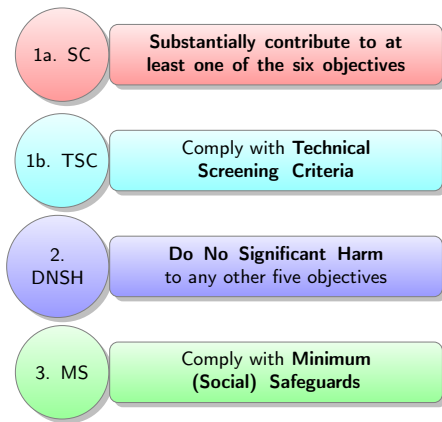 1a. SC
Substantially contribute to at
least one of the six objectives
1b. TSC
Comply with Technical
Screening Criteria
2.
DNSH
Do No Significant Harm
to any other five objectives
3. MS
Comply with Minimum
(Social) Safeguards